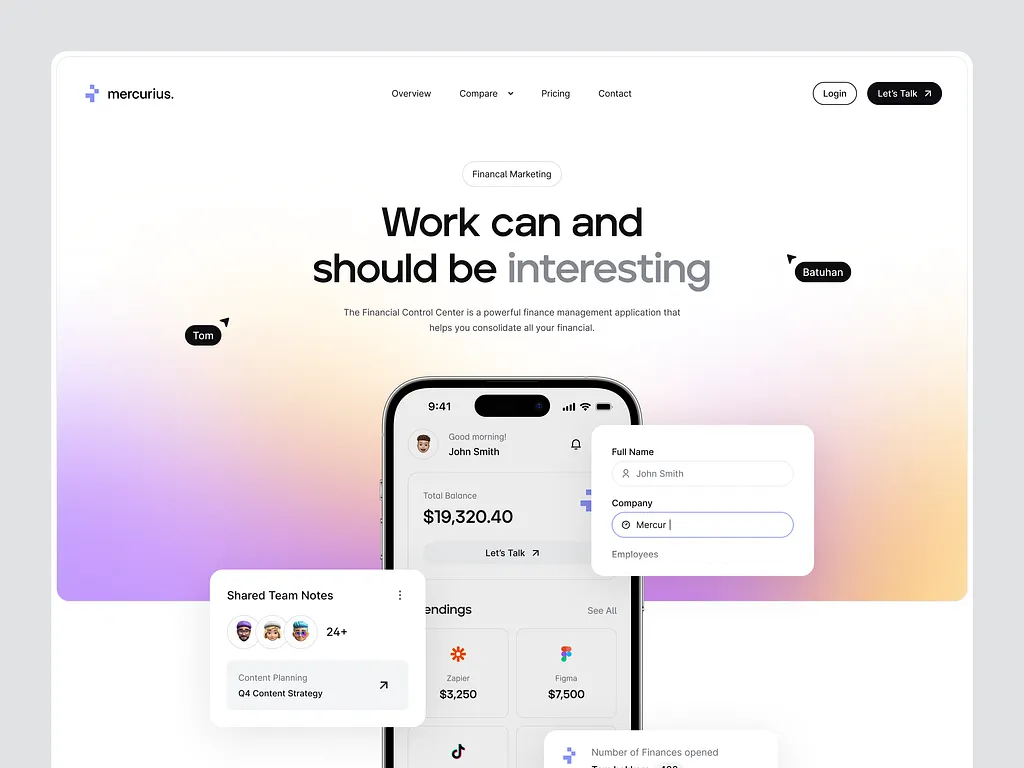 mercurius.
Overview
Compare
Pricing
Contact
Login
Let's Talk
Financal Marketing
Work can and
should be interesting
Batuhan
Tom
The Financial Control Center is a powerful finance management application that
helps you consolidate all your financial.
9:41
Good morning!
John Smith
Total Balance
$19,320.40
Let's Talk
Full Name
John Smith
Company
Mercur
Employees
Shared Team Notes
24+
Content Planning
Q4 Content Strategy
endings
See All
Zapier
$3,250
Figma
$7,500
Number of Finances opened